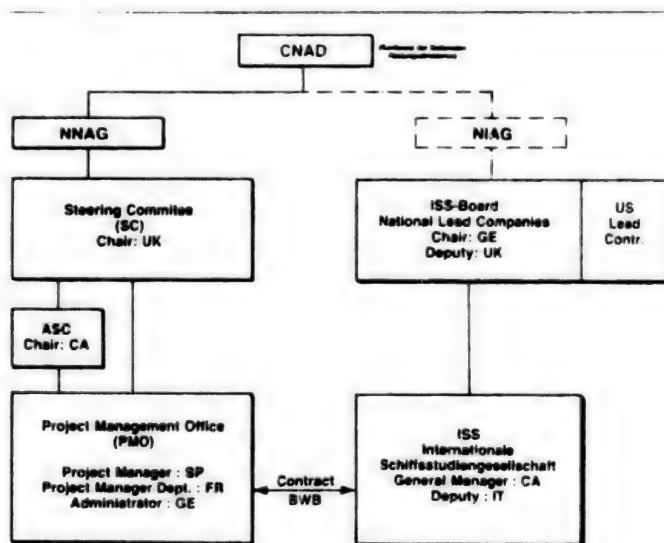 CNAD
NNAG
NIAG
Steering Commitee
(SC)
Chair: UK
ISS-Board
National Lead Companies
Chair: GE
Deputy: UK
US
Lead
Contr.
ASC
Chair: CA
Project Management Office
(PMO)
Project Manager : SP
Project Manager Dept. : FR
Administrator : GE
Contract
BWB
ISS
Internationale
Schiffsstudiengesellschaft
General Manager : CA
Deputy : IT